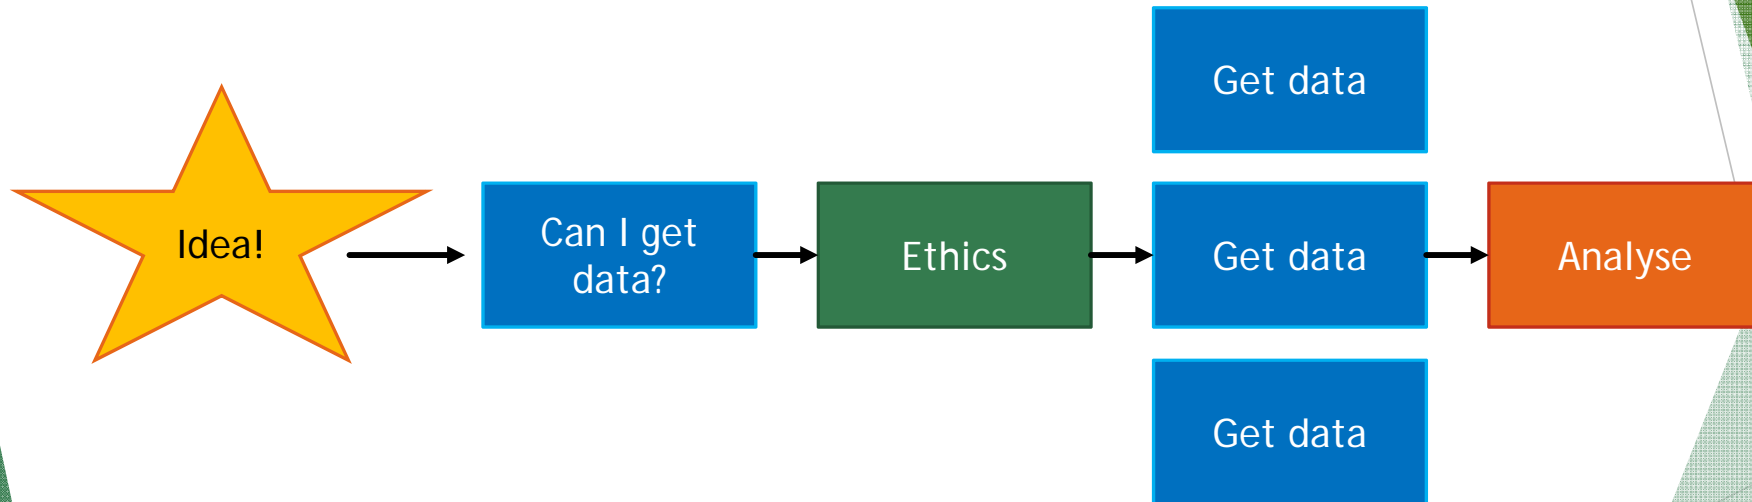 Idea!
Can I get
data?
Ethics
Get data
Get data
Get data
Analyse